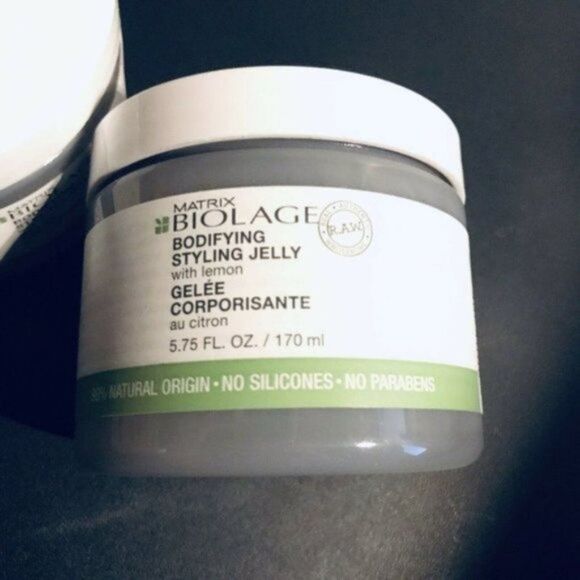 MATRIX
BIOLAGE
R.A.W.
BODIFYING
STYLING JELLY
with lemon
GELÉE
CORPORISANTE
au citron
5.75 FL. OZ. / 170 ml
NATURAL ORIGIN • NO SILICONES • NO PARABENS